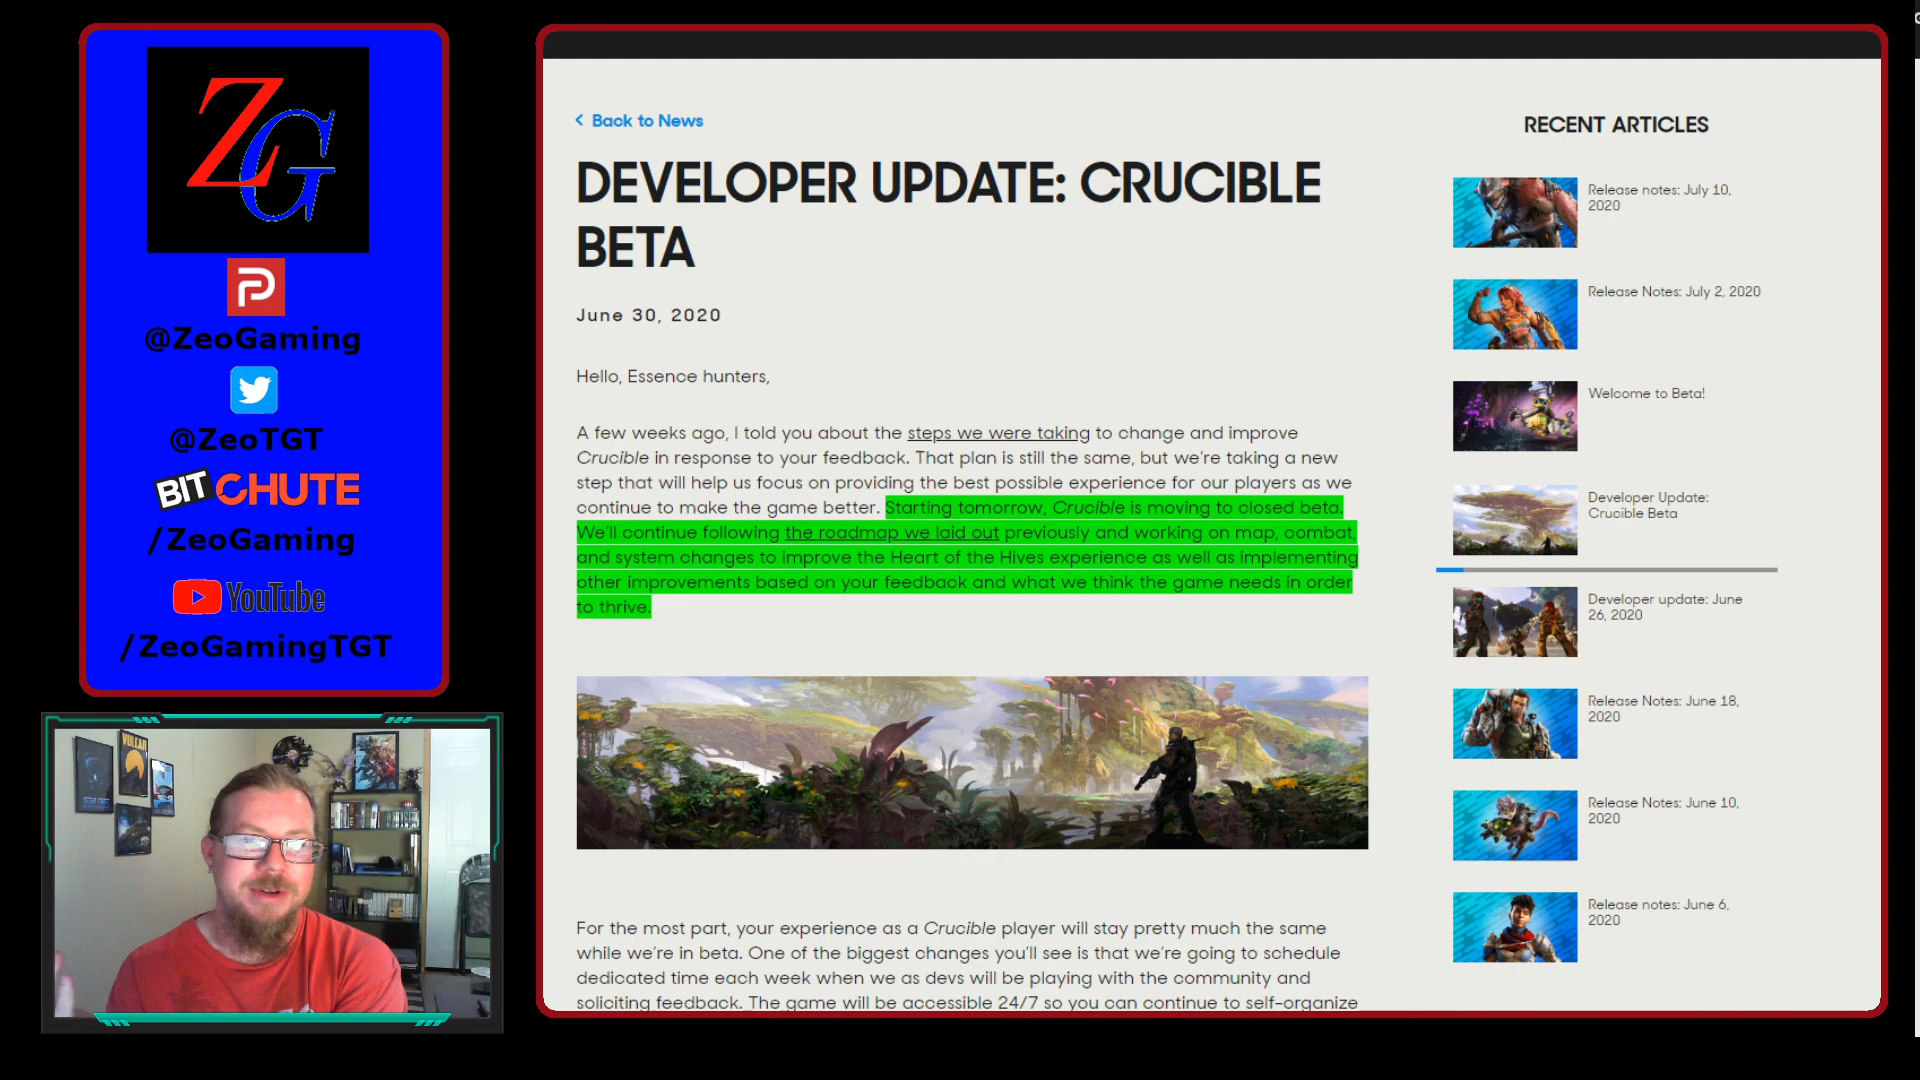 ZG
@ZeoGaming
@ZeoTGT
BIT CHUTE
/ZeoGaming
YouTube
/ZeoGamingTGT
VULCAN
Back to News
DEVELOPER UPDATE: CRUCIBLE
BETA
June 30, 2020
Hello, Essence hunters,
A few weeks ago, I told you about the steps we were taking to change and improve
Crucible in response to your feedback. That plan is still the same, but we're taking a new
step that will help us focus on providing the best possible experience for our players as we
continue to make the game better. Starting tomorrow, Crucible is moving to closed beta.
We'll continue following the roadmap we laid out previously and working on map, combat,
and system changes to improve the Heart of the Hives experience as well as implementing
other improvements based on your feedback and what we think the game needs in order
to thrive.
For the most part, your experience as a Crucible player will stay pretty much the same
while we're in beta. One of the biggest changes you'll see is that we're going to schedule
dedicated time each week when we as devs will be playing with the community and
soliciting feedback. The game will be accessible 24/7 so you can continue to self-organize
RECENT ARTICLES
Release notes: July 10,
2020
Release Notes: July 2, 2020
Welcome to Beta!
Developer Update:
Crucible Beta
Developer update: June
26, 2020
Release Notes: June 18,
2020
Release Notes: June 10,
2020
Release notes: June 6,
2020